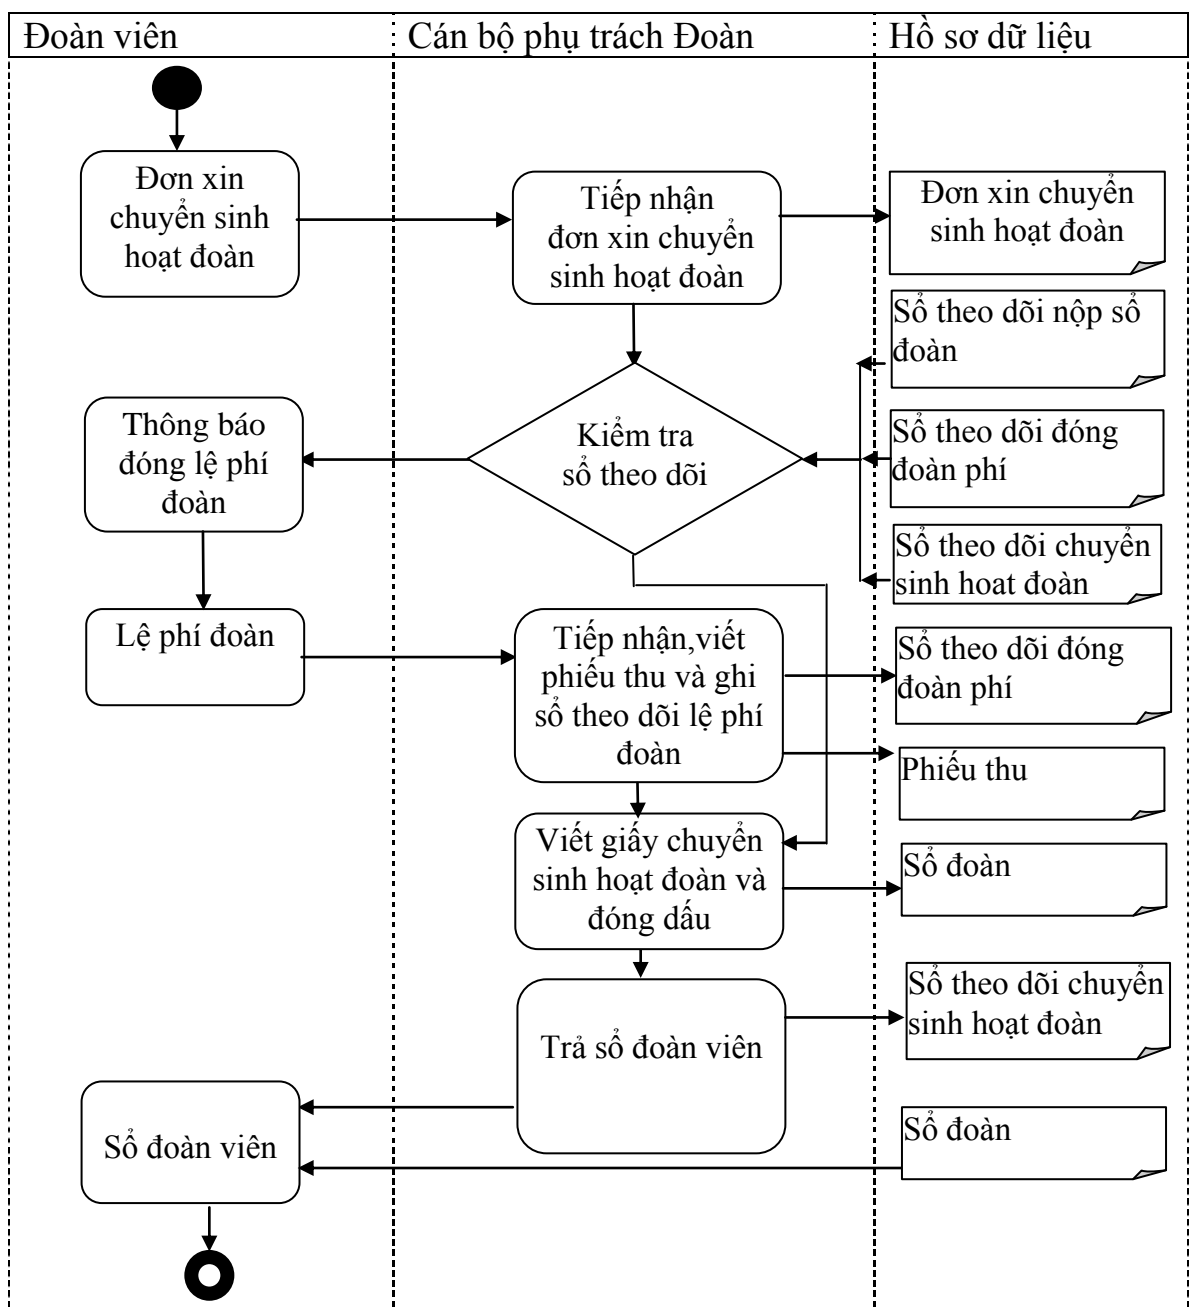 Đoàn viên
Cán bộ phụ trách Đoàn
Hồ sơ dữ liệu
Đơn xin
chuyển sinh
hoạt đoàn
Tiếp nhận
đơn xin chuyển
sinh hoạt đoàn
Đơn xin chuyển
sinh hoạt đoàn
Sổ theo dõi nộp sổ
đoàn
Thông báo
đóng lệ phí
đoàn
Kiểm tra
sổ theo dõi
Sổ theo dõi đóng
đoàn phí
Sổ theo dõi chuyển
sinh hoat đoàn
Lệ phí đoàn
Tiếp nhận,viết
phiếu thu và ghi
sổ theo dõi lệ phí
đoàn
Sổ theo dõi đóng
đoàn phí
Phiếu thu
Viết giấy chuyển
sinh hoạt đoàn và
đóng dấu
Sổ đoàn
Trả sổ đoàn viên
Sổ theo dõi chuyển
sinh hoạt đoàn
Sổ đoàn viên
Sổ đoàn